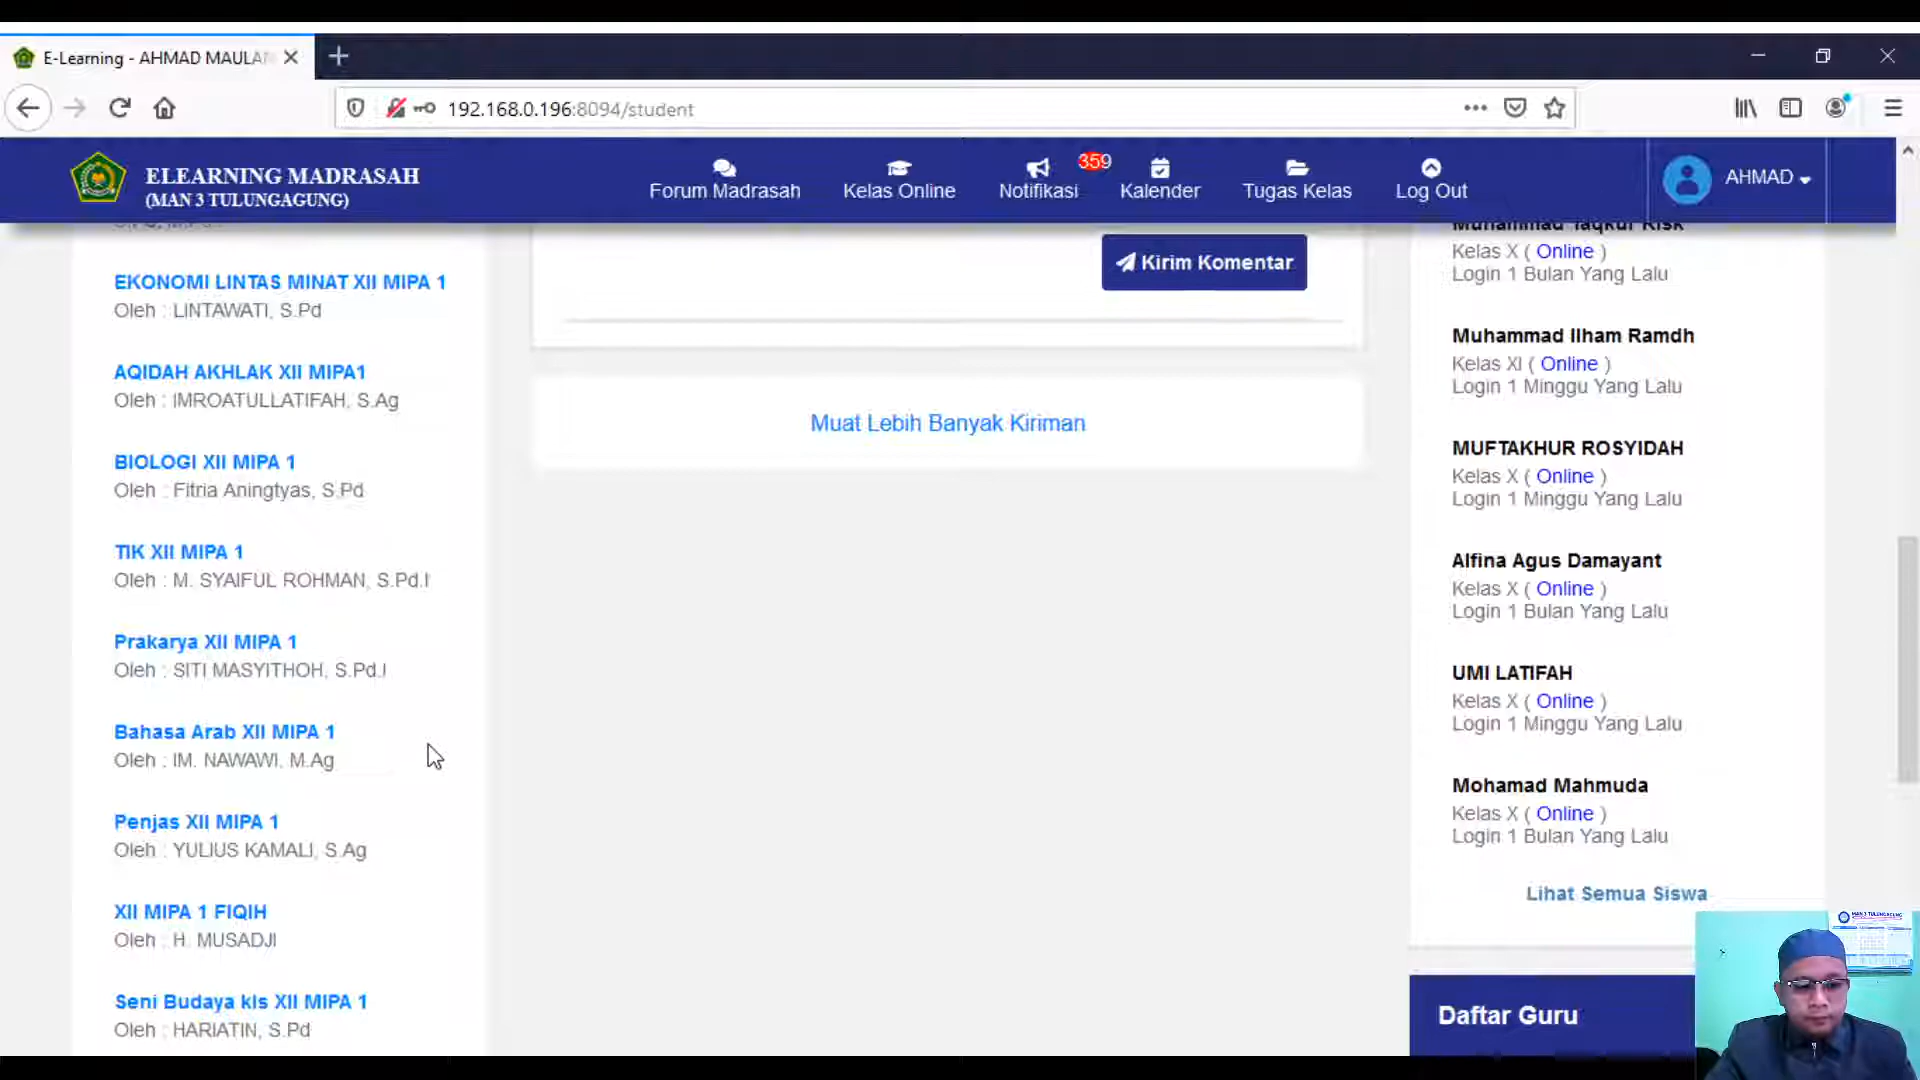 E-Learning - AHMAD MAULAN
192.168.0.196:8094/student
ELEARNING MADRASAH
(MAN 3 TULUNGAGUNG)
Forum Madrasah
Kelas Online
Notifikasi
359
Kalender
Tugas Kelas
Log Out
AHMAD
EKONOMI LINTAS MINAT XII MIPA 1
Oleh : LINTAWATI, S.Pd
AQIDAH AKHLAK XII MIPA1
Oleh : IMROATULLATIFAH, S.Ag
BIOLOGI XII MIPA 1
Oleh : Fitria Aningtyas, S.Pd
TIK XII MIPA 1
Oleh : M. SYAIFUL ROHMAN, S.Pd.I
Prakarya XII MIPA 1
Oleh : SITI MASYITHOH, S.Pd.I
Bahasa Arab XII MIPA 1
Oleh : IM. NAWAWI, M.Ag
Penjas XII MIPA 1
Oleh : YULIUS KAMALI, S.Ag
XII MIPA 1 FIQIH
Oleh : H. MUSADJI
Seni Budaya kls XII MIPA 1
Oleh : HARIATIN, S.Pd
Kirim Komentar
Muat Lebih Banyak Kiriman
Muhammad Taqkur Risk
Kelas X ( Online )
Login 1 Bulan Yang Lalu
Muhammad Ilham Ramdh
Kelas XI ( Online )
Login 1 Minggu Yang Lalu
MUFTAKHUR ROSYIDAH
Kelas X ( Online )
Login 1 Minggu Yang Lalu
Alfina Agus Damayant
Kelas X ( Online )
Login 1 Bulan Yang Lalu
UMI LATIFAH
Kelas X ( Online )
Login 1 Minggu Yang Lalu
Mohamad Mahmuda
Kelas X ( Online )
Login 1 Bulan Yang Lalu
Lihat Semua Siswa
Daftar Guru
MAN 3 TULUNGAGUNG